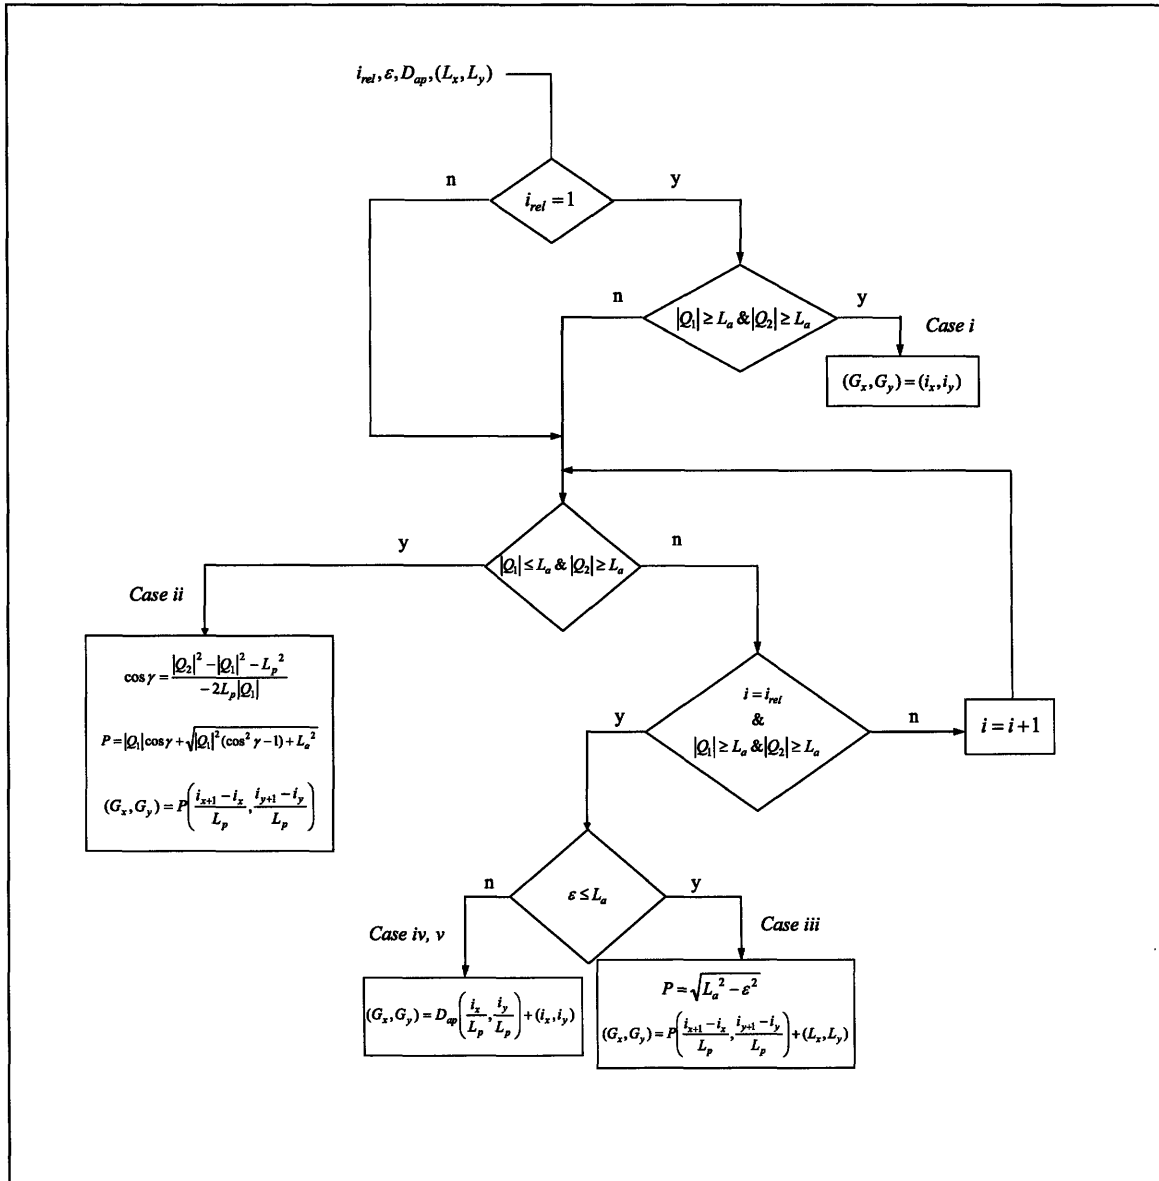 i_rel, ε, D_ap, (L_x, L_y)
n
y
i_rel = 1
n
y
|Q_1| ≥ L_a & |Q_2| ≥ L_a
Case i
(G_x, G_y) = (i_x, i_y)
y
n
|Q_1| ≤ L_a & |Q_2| ≥ L_a
Case ii
cos γ = (|Q_2|^2 − |Q_1|^2 − L_p^2) / (−2L_p|Q_1|)
P = |Q_1| cos γ + √(|Q_1|^2 (cos^2 γ − 1) + L_a^2)
(G_x, G_y) = P((i_{x+1} − i_x)/L_p, (i_{y+1} − i_y)/L_p)
i = i_rel
&
|Q_1| ≥ L_a & |Q_2| ≥ L_a
y
n
i = i + 1
n
y
ε ≤ L_a
Case iv, v
Case iii
(G_x, G_y) = D_ap(i_x/L_p, i_y/L_p) + (i_x, i_y)
P = √(L_a^2 − ε^2)
(G_x, G_y) = P((i_{x+1} − i_x)/L_p, (i_{y+1} − i_y)/L_p) + (L_x, L_y)